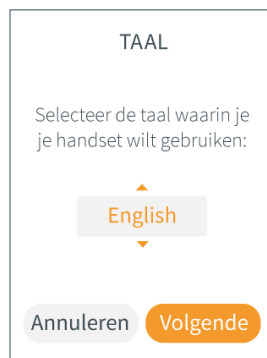 TAAL
Selecteer de taal waarin je
je handset wilt gebruiken:
English
Annuleren Volgende